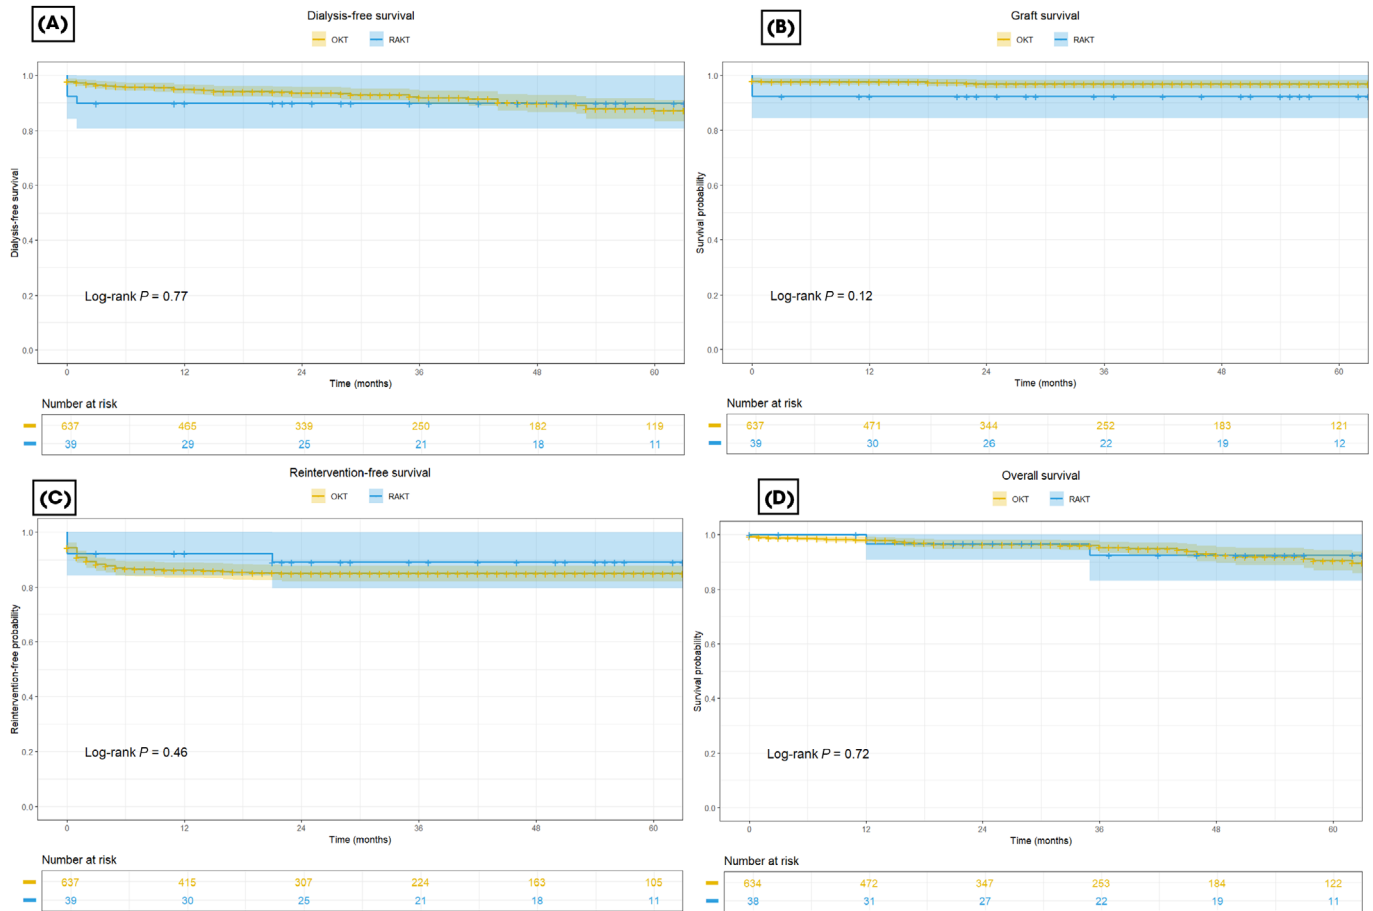 (A)
Dialysis-free survival
OKT RAKT
1.0
0.8
0.6
0.4
0.2
0.0
Dialysis-free survival
Log-rank P = 0.77
0 12 24 36 48 60
Time (months)
Number at risk
637 465 339 250 182 119
39 29 25 21 18 11
(B)
Graft survival
OKT RAKT
1.0
0.8
0.6
0.4
0.2
0.0
Survival probability
Log-rank P = 0.12
0 12 24 36 48 60
Time (months)
Number at risk
637 471 344 252 183 121
39 30 26 22 19 12
(C)
Reintervention-free survival
OKT RAKT
1.0
0.8
0.6
0.4
0.2
0.0
Reintervention-free probability
Log-rank P = 0.46
0 12 24 36 48 60
Time (months)
Number at risk
637 415 307 224 163 105
39 30 25 21 18 11
(D)
Overall survival
OKT RAKT
1.0
0.8
0.6
0.4
0.2
0.0
Survival probability
Log-rank P = 0.72
0 12 24 36 48 60
Time (months)
Number at risk
634 472 347 253 184 122
38 31 27 22 19 11